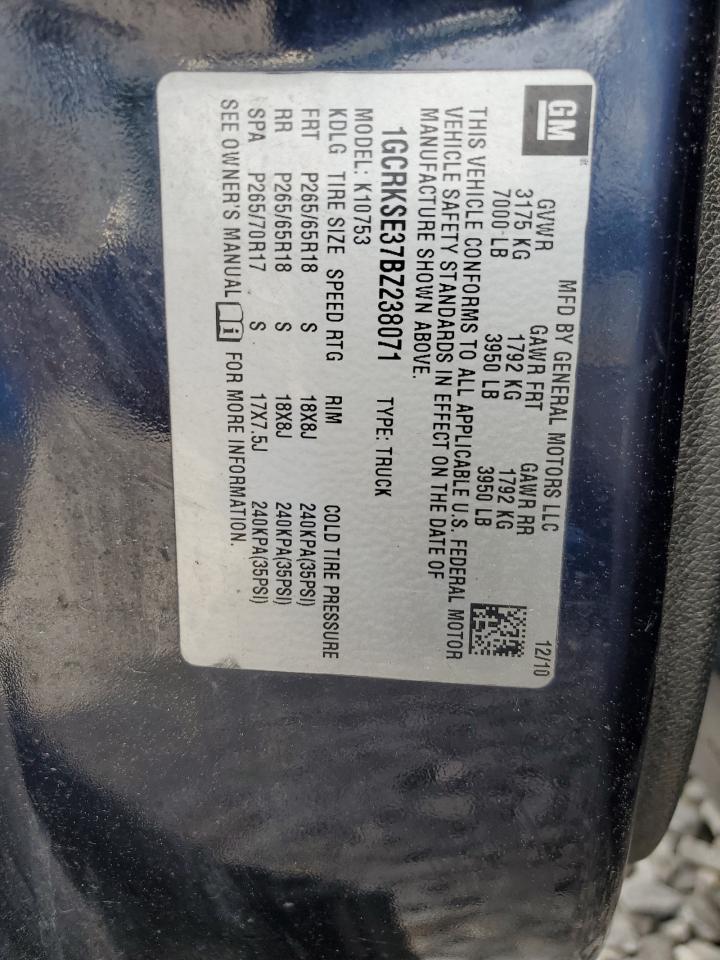 GM
MFD BY GENERAL MOTORS LLC 12/10
GVWR GAWR FRT GAWR RR
3175 KG 1792 KG 1792 KG
7000 LB 3950 LB 3950 LB
THIS VEHICLE CONFORMS TO ALL APPLICABLE U.S. FEDERAL MOTOR
VEHICLE SAFETY STANDARDS IN EFFECT ON THE DATE OF
MANUFACTURE SHOWN ABOVE.
1GCRKSE37BZ238071 TYPE: TRUCK
MODEL: K10753
KDLG TIRE SIZE SPEED RTG RIM COLD TIRE PRESSURE
FRT P265/65R18 S 18X8J 240KPA(35PSI)
RR P265/65R18 S 18X8J 240KPA(35PSI)
SPA P265/70R17 S 17X7.5J 240KPA(35PSI)
SEE OWNER'S MANUAL i FOR MORE INFORMATION.